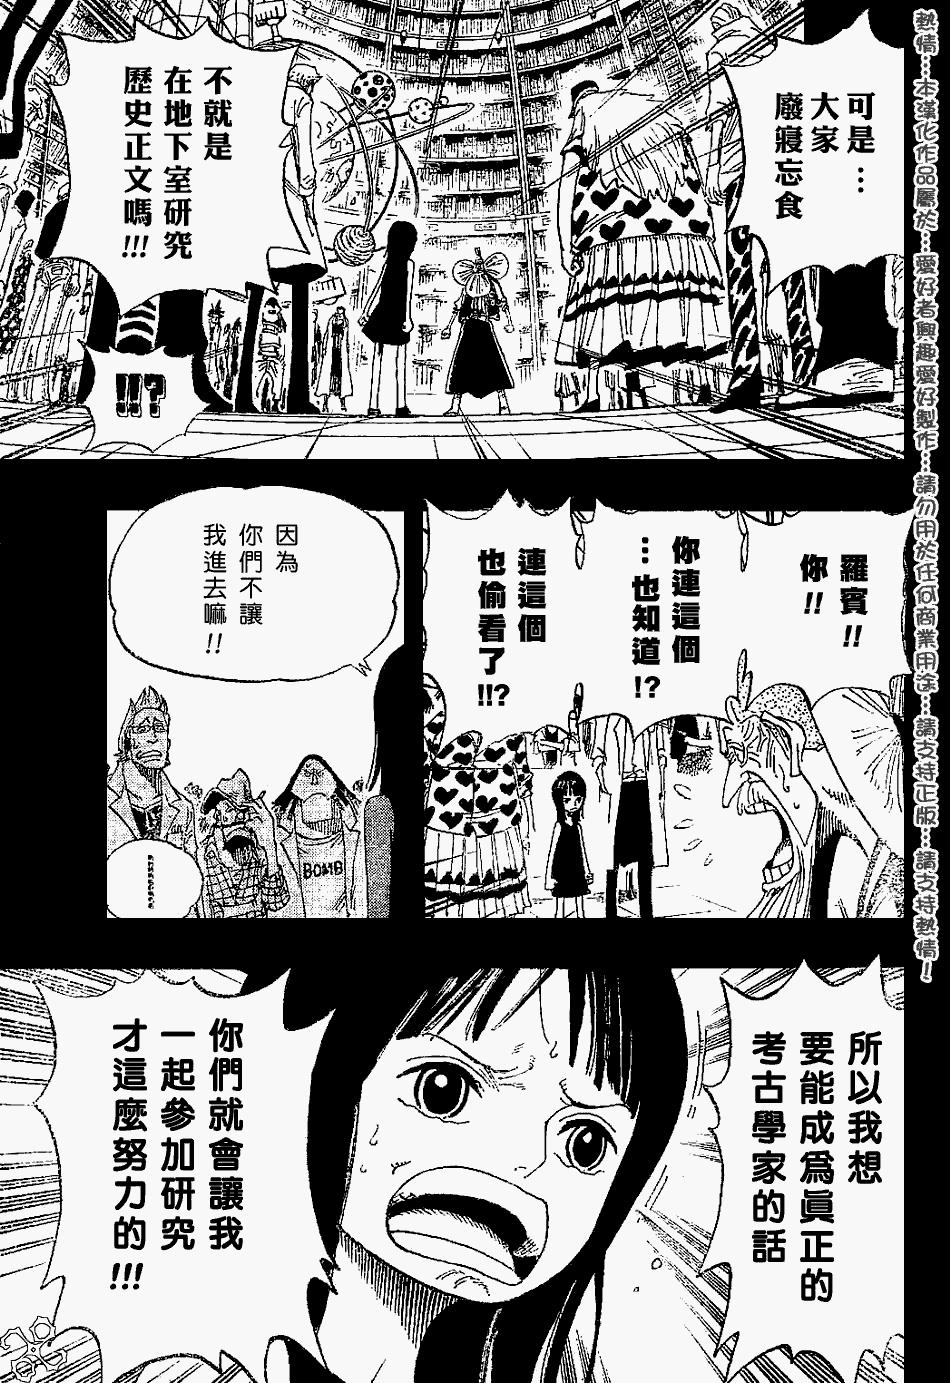 可是…
大家
廢寢忘食
不就是
在地下室研究
歷史正文嗎!!!
!!!?
羅賓!!
你!!
你連這個
…也知道!?
連這個
也偷看了!!?
因為
你們不讓
我進去嘛!!
BOMB
………
所以我想
要能成為眞正的
考古學家的話
你們就會讓我
一起參加研究
才這麼努力的!!!
熱情…本漢化作品屬於…愛好者興趣愛好製作…請勿用於任何商業用途…請支持正版…請支持熱情！